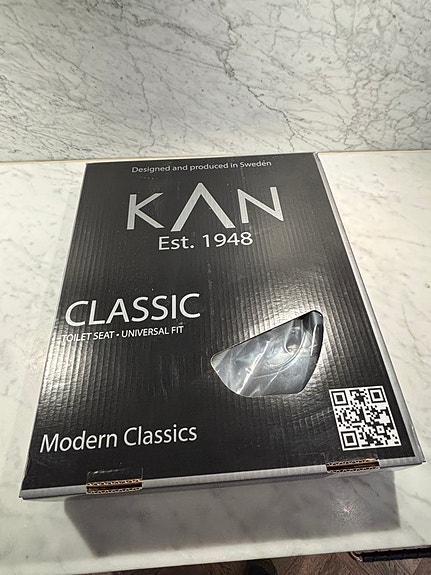 Designed and produced in Sweden
KAN
Est. 1948
CLASSIC
TOILET SEAT • UNIVERSAL FIT
Modern Classics